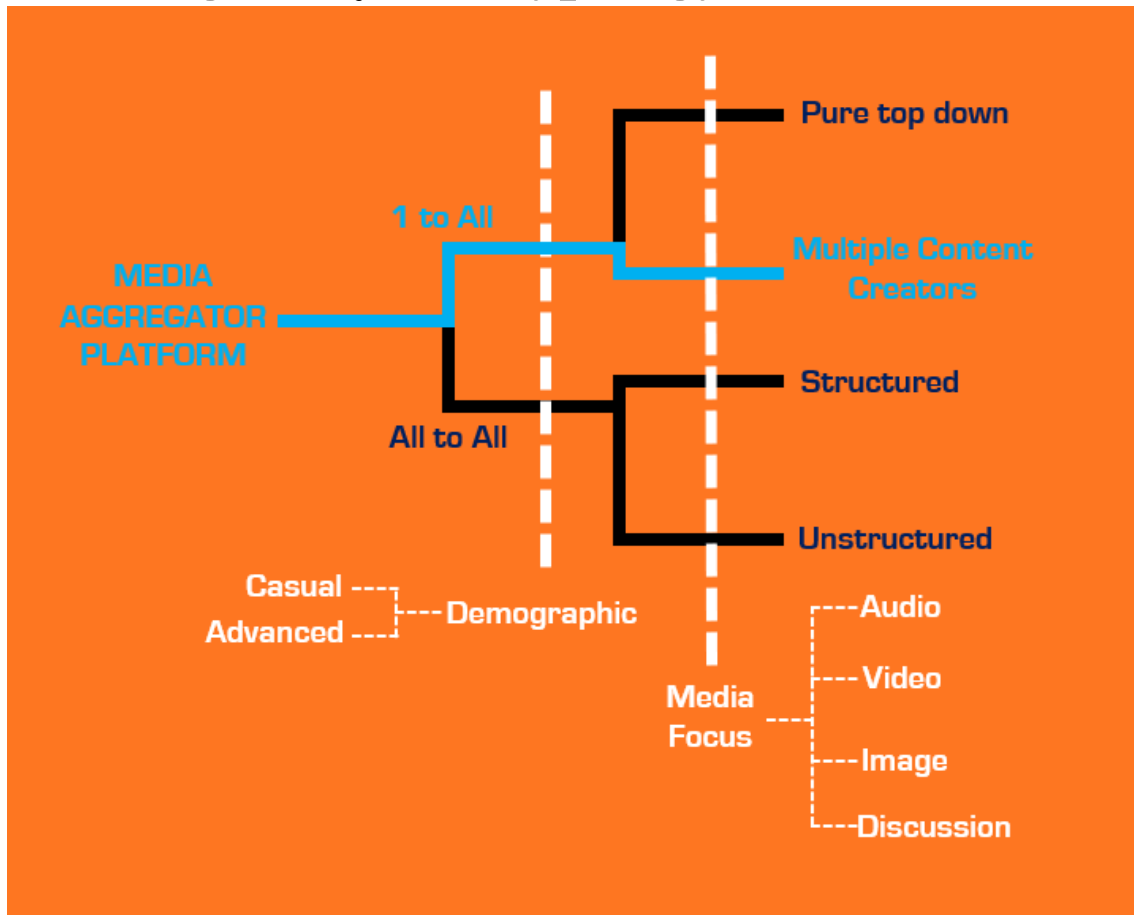 Pure top down
1 to All
Multiple Content
Creators
MEDIA
AGGREGATOR
PLATFORM
Structured
All to All
Unstructured
Casual
Advanced
Demographic
Audio
Video
Media
Focus
Image
Discussion